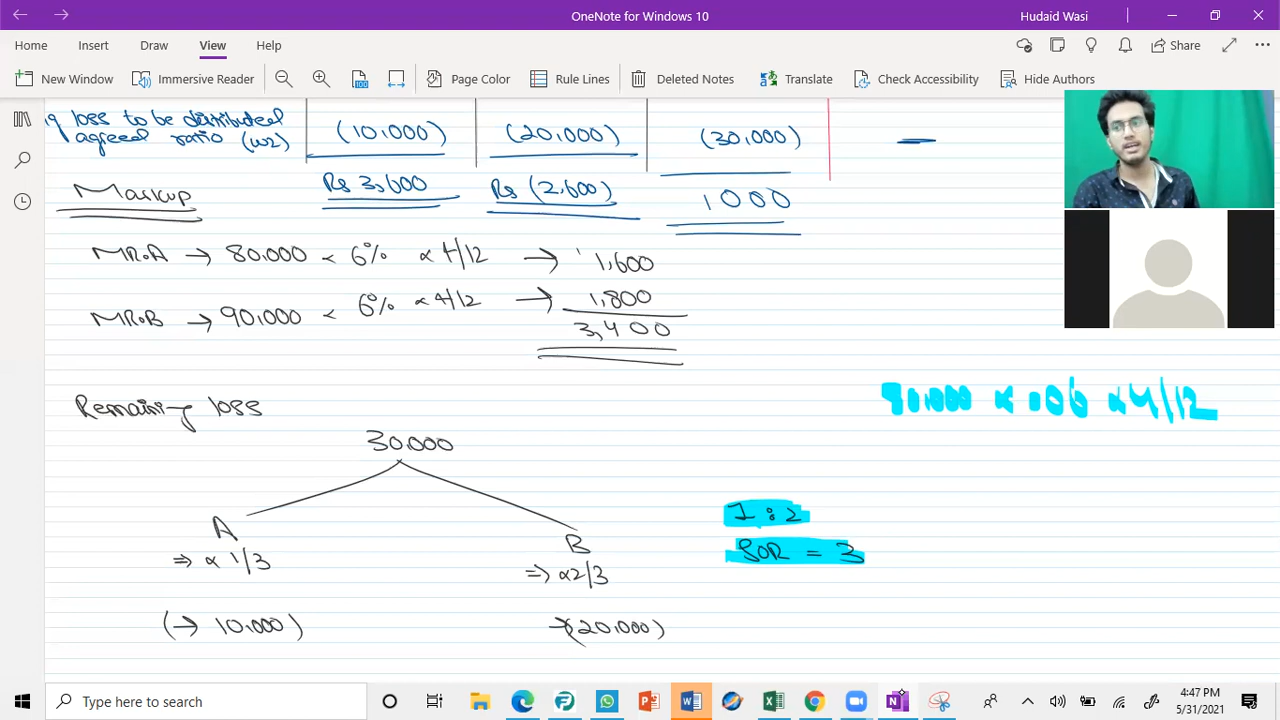 OneNote for Windows 10
Hudaid Wasi
Home Insert Draw View Help
Share
New Window Immersive Reader Page Color Rule Lines Deleted Notes Translate Check Accessibility Hide Authors
loss to be distributed
agreed ratio (w2)
(10,000) (20,000) (30,000) —
Rs 3,600 Rs (2,600) 1000
Markup
MR.A → 80,000 × 6% × 4/12 → 1,600
MR.B → 90,000 × 6% × 4/12 → 1,800
3,400
Remaining loss
90,000 × .06 × 4/12
30,000
A B
⇒ × 1/3 ⇒ × 2/3
1 : 2
SOR = 3
(→ 10,000) →(20,000)
Type here to search
4:47 PM
5/31/2021